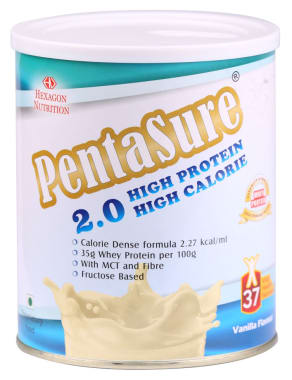 HEXAGON
NUTRITION
PentaSure®
2.0 HIGH PROTEIN
HIGH CALORIE
Calorie Dense formula 2.27 kcal/ml
35g Whey Protein per 100g
With MCT and Fibre
Fructose Based
37
Vanilla Flavour